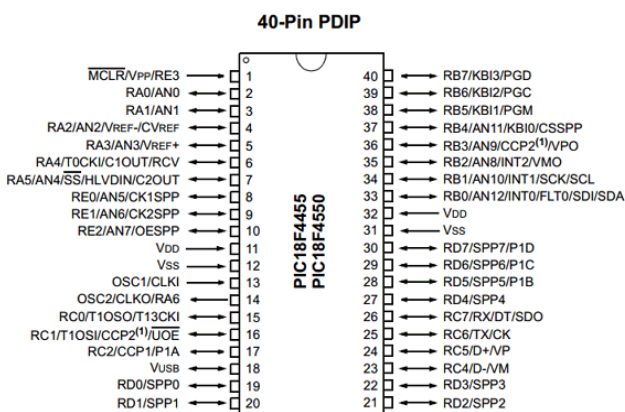 40-Pin PDIP
MCLR/VPP/RE3 1 40 RB7/KBI3/PGD
RA0/AN0 2 39 RB6/KBI2/PGC
RA1/AN1 3 38 RB5/KBI1/PGM
RA2/AN2/VREF-/CVREF 4 37 RB4/AN11/KBI0/CSSPP
RA3/AN3/VREF+ 5 36 RB3/AN9/CCP2(1)/VPO
RA4/T0CKI/C1OUT/RCV 6 35 RB2/AN8/INT2/VMO
RA5/AN4/SS/HLVDIN/C2OUT 7 34 RB1/AN10/INT1/SCK/SCL
RE0/AN5/CK1SPP 8 33 RB0/AN12/INT0/FLT0/SDI/SDA
RE1/AN6/CK2SPP 9 32 VDD
RE2/AN7/OESPP 10 31 VSS
VDD 11 30 RD7/SPP7/P1D
VSS 12 29 RD6/SPP6/P1C
OSC1/CLKI 13 28 RD5/SPP5/P1B
OSC2/CLKO/RA6 14 27 RD4/SPP4
RC0/T1OSO/T13CKI 15 26 RC7/RX/DT/SDO
RC1/T1OSI/CCP2(1)/UOE 16 25 RC6/TX/CK
RC2/CCP1/P1A 17 24 RC5/D+/VP
VUSB 18 23 RC4/D-/VM
RD0/SPP0 19 22 RD3/SPP3
RD1/SPP1 20 21 RD2/SPP2
PIC18F4455
PIC18F4550